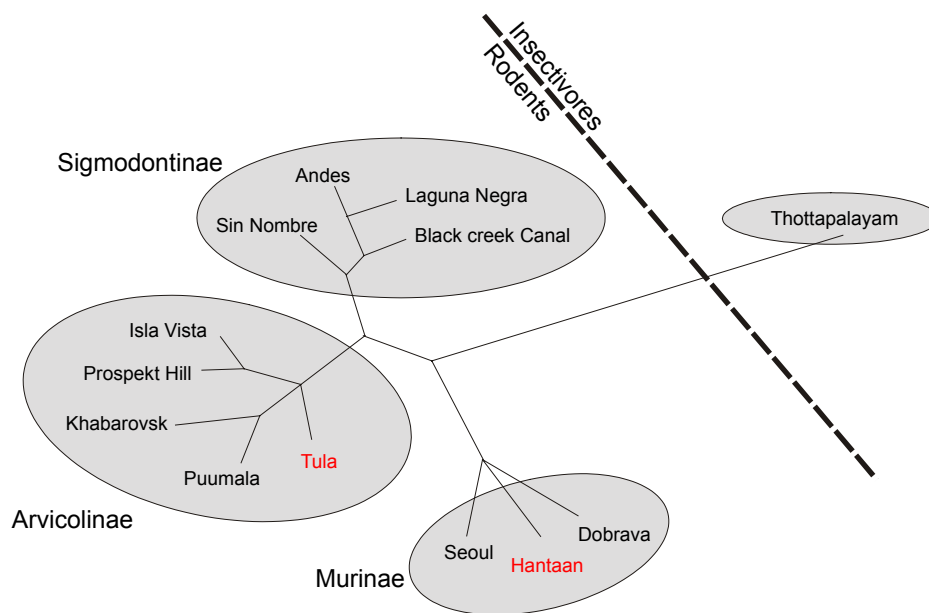 Insectivores
Rodents
Sigmodontinae
Andes
Laguna Negra
Sin Nombre
Black creek Canal
Thottapalayam
Isla Vista
Prospekt Hill
Khabarovsk
Puumala
Tula
Arvicolinae
Seoul
Hantaan
Dobrava
Murinae